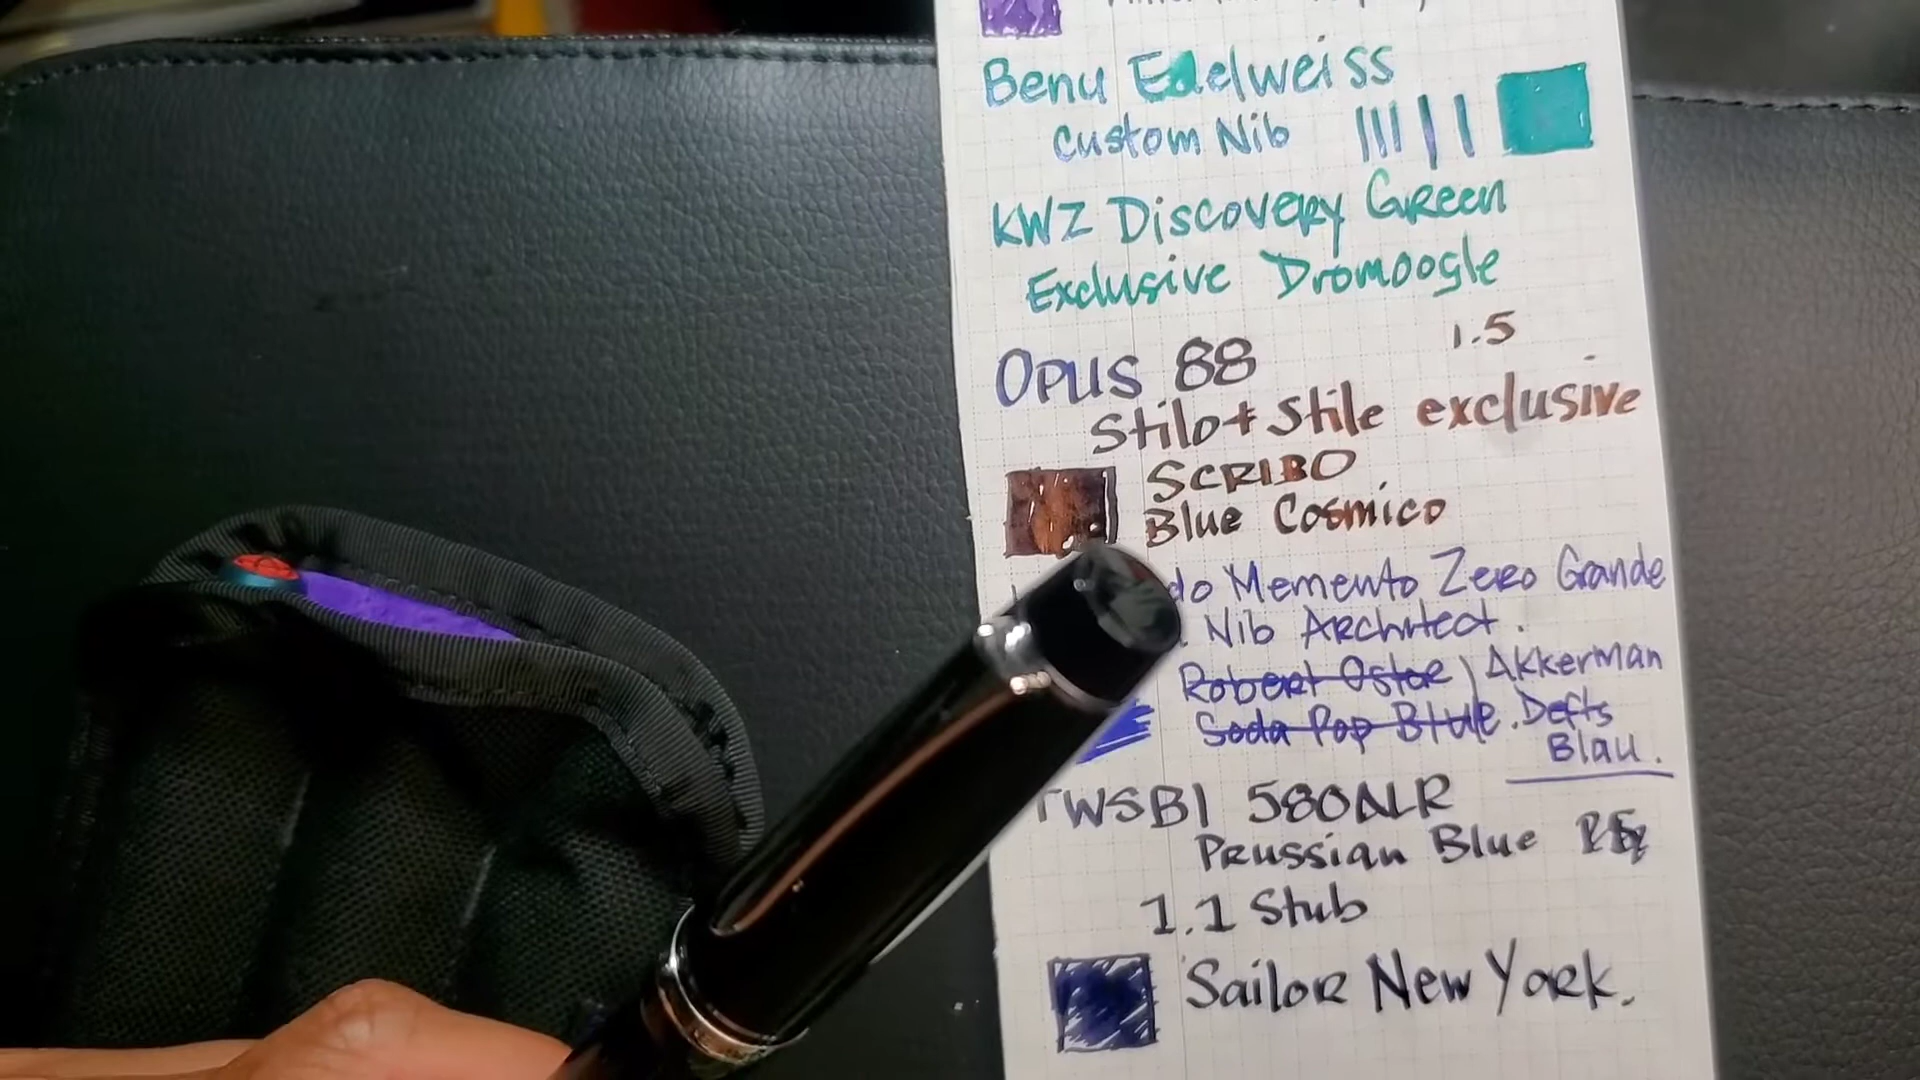 Benu Edelweiss
Custom Nib
KWZ Discovery Green
Exclusive Dromoogle
1.5
Opus 88
Stilo & Stile exclusive
SCRIBO
Blue Cosmico
Memento Zero Grande
Nib Architect.
Robert Oster Akkerman
Soda Pop Blue. Delfts
Blau.
TWSBI 580ALR
Prussian Blue
1.1 Stub
Sailor New York.